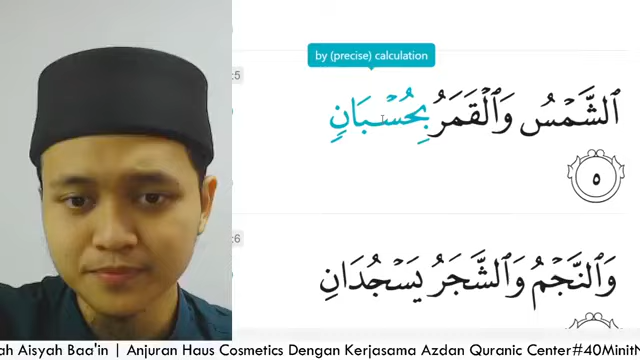 by (precise) calculation
:5
ٱلشَّمْسُ وَٱلْقَمَرُ بِحُسْبَانٍ
٥
:6
وَٱلنَّجْمُ وَٱلشَّجَرُ يَسْجُدَانِ
ah Aisyah Baa'in | Anjuran Haus Cosmetics Dengan Kerjasama Azdan Quranic Center#40Minit